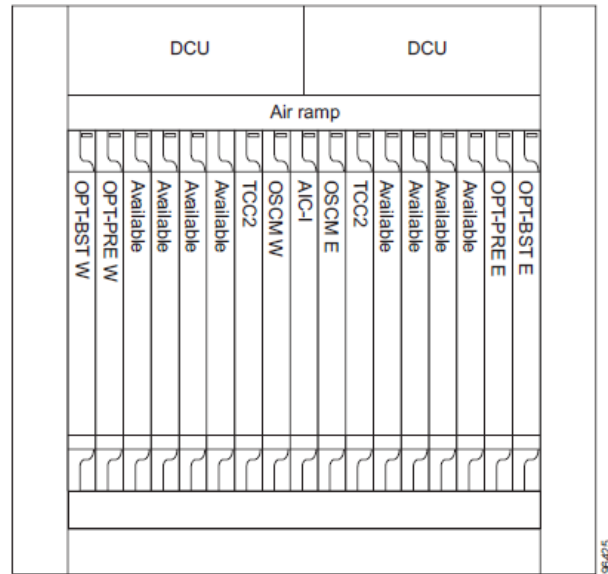 DCU
DCU
Air ramp
OPT-BST W
OPT-PRE W
Available
Available
Available
Available
TCC2
OSCM W
AIC-I
OSCM E
TCC2
Available
Available
Available
Available
OPT-PRE E
OPT-BST E